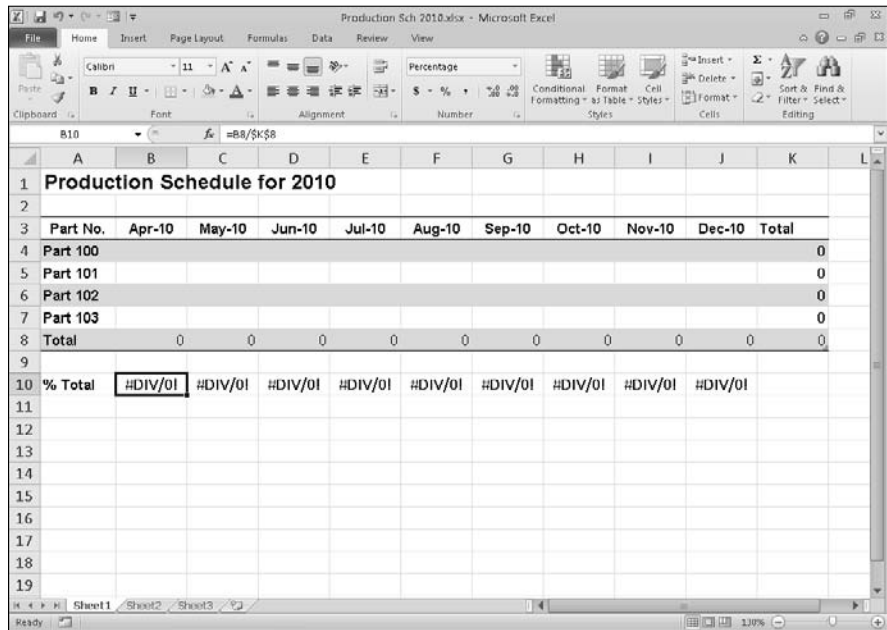 Production Sch 2010.xlsx - Microsoft Excel
File Home Insert Page Layout Formulas Data Review View
Paste
Calibri 11 A A
B I U A
Percentage
$ % ,
Conditional Formatting Format as Table Cell Styles
Insert
Delete
Format
Σ
Sort & Filter Find & Select
Clipboard Font Alignment Number Styles Cells Editing
B10 fx =B8/$K$8
A B C D E F G H I J K L
1 Production Schedule for 2010
2
3 Part No. Apr-10 May-10 Jun-10 Jul-10 Aug-10 Sep-10 Oct-10 Nov-10 Dec-10 Total
4 Part 100 0
5 Part 101 0
6 Part 102 0
7 Part 103 0
8 Total 0 0 0 0 0 0 0 0 0 0
9
10 % Total #DIV/0! #DIV/0! #DIV/0! #DIV/0! #DIV/0! #DIV/0! #DIV/0! #DIV/0! #DIV/0!
11
12
13
14
15
16
17
18
19
Sheet1 Sheet2 Sheet3
Ready 130%